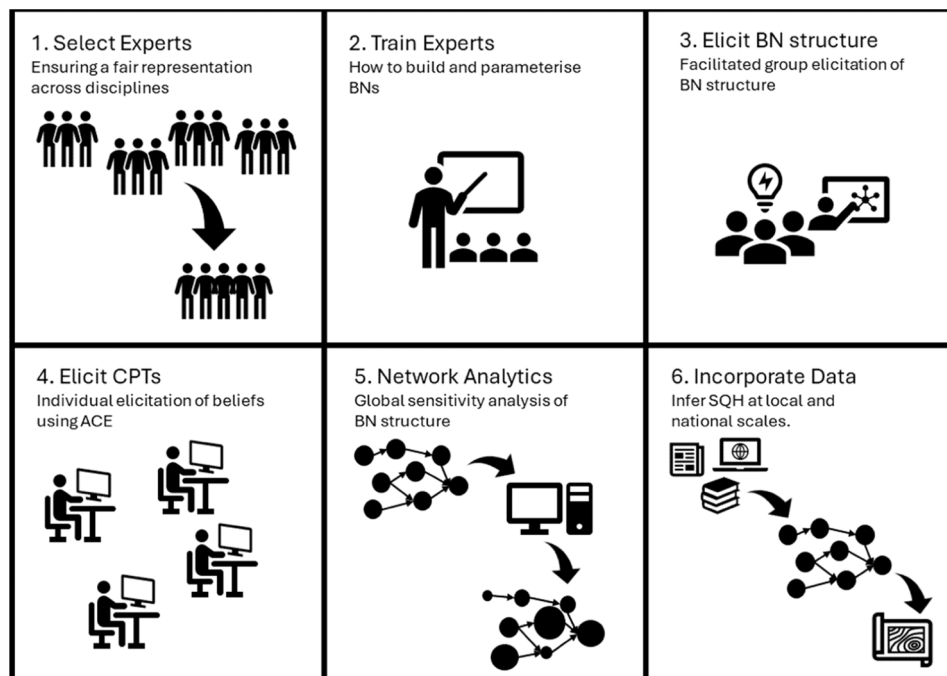 1. Select Experts
Ensuring a fair representation
across disciplines
2. Train Experts
How to build and parameterise
BNs
3. Elicit BN structure
Facilitated group elicitation of
BN structure
4. Elicit CPTs
Individual elicitation of beliefs
using ACE
5. Network Analytics
Global sensitivity analysis of
BN structure
6. Incorporate Data
Infer SQH at local and
national scales.